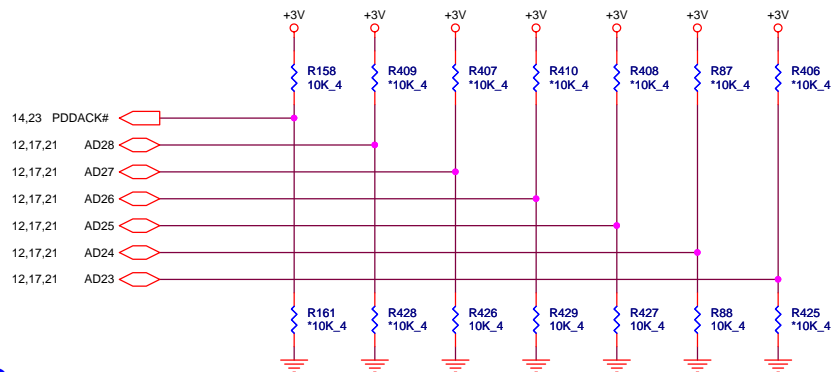 +3V +3V +3V +3V +3V +3V +3V
R158 R409 R407 R410 R408 R87 R406
10K_4 *10K_4 *10K_4 *10K_4 *10K_4 *10K_4 *10K_4
14,23 PDDACK#
12,17,21 AD28
12,17,21 AD27
12,17,21 AD26
12,17,21 AD25
12,17,21 AD24
12,17,21 AD23
R161 R428 R426 R429 R427 R88 R425
*10K_4 *10K_4 10K_4 *10K_4 10K_4 10K_4 *10K_4